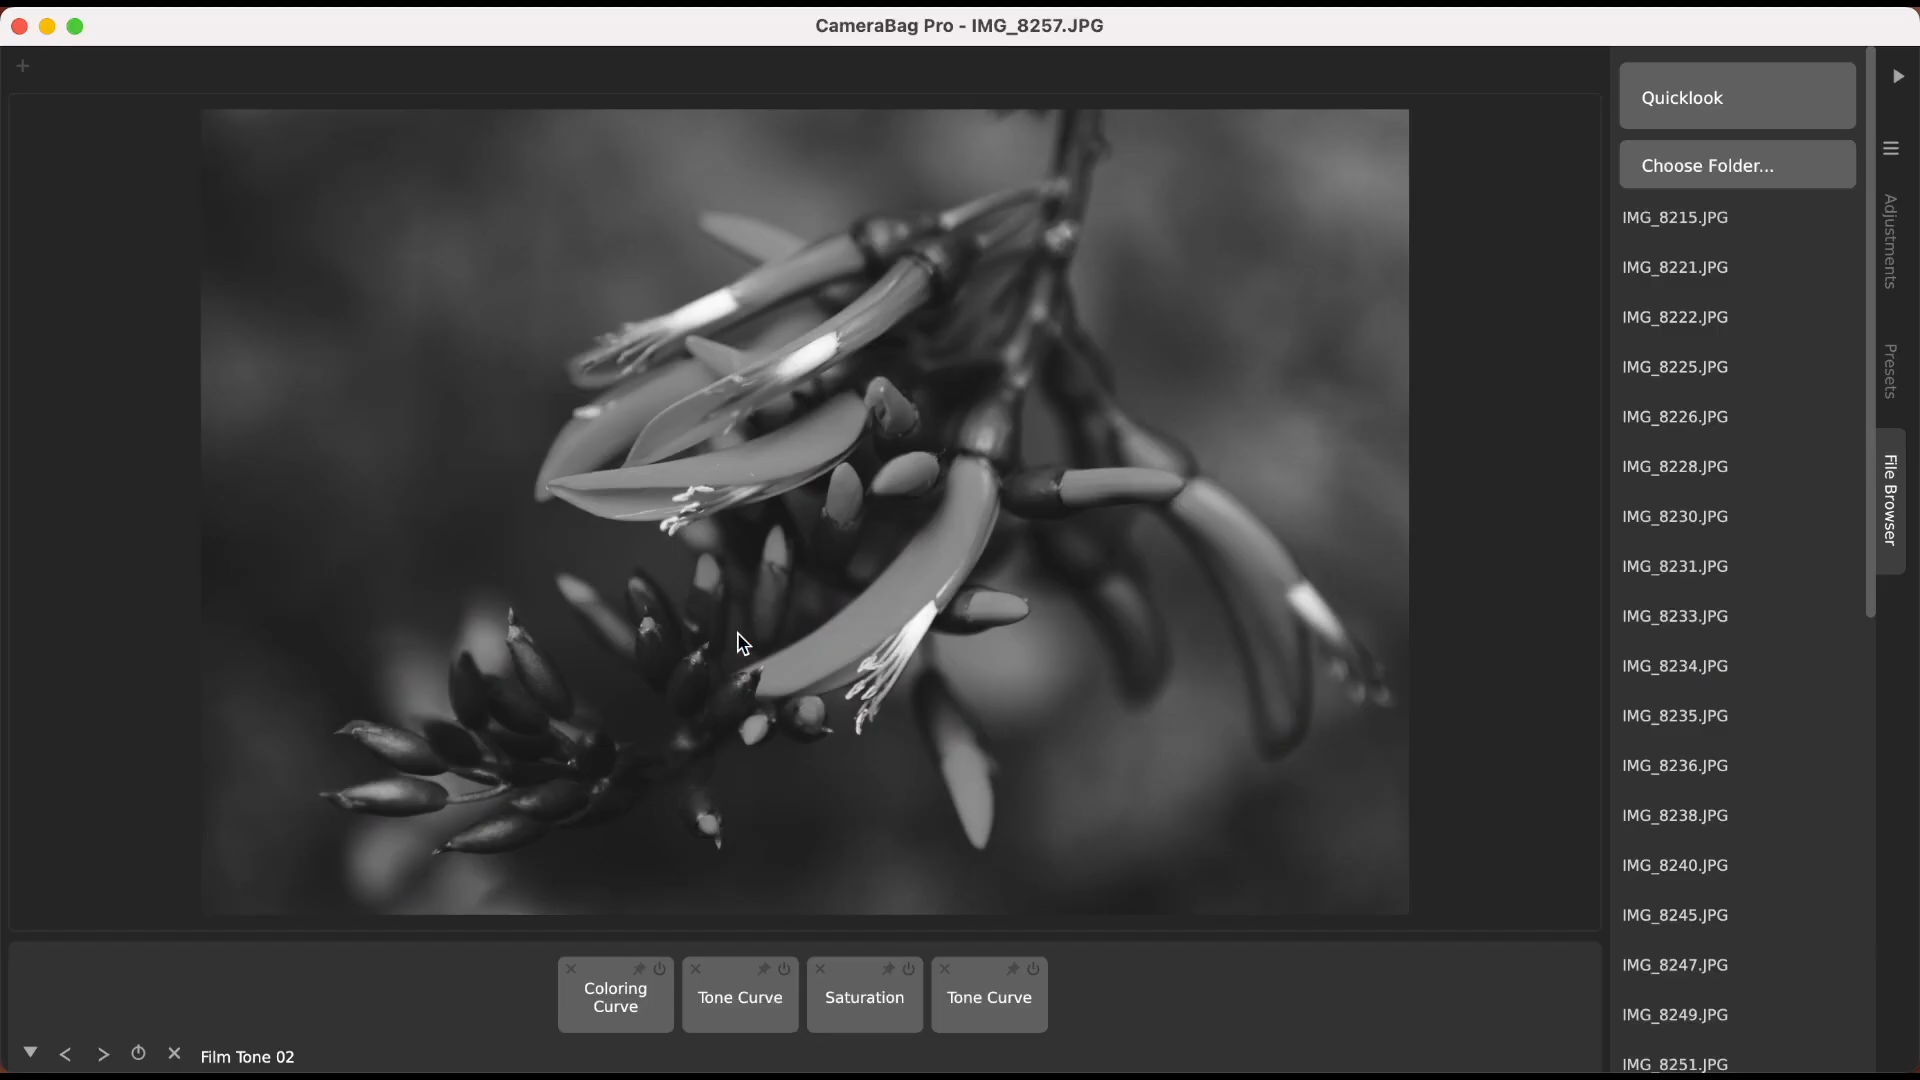 CameraBag Pro - IMG_8257.JPG
Quicklook
Choose Folder...
IMG_8215.JPG
IMG_8221.JPG
IMG_8222.JPG
IMG_8225.JPG
IMG_8226.JPG
IMG_8228.JPG
IMG_8230.JPG
IMG_8231.JPG
IMG_8233.JPG
IMG_8234.JPG
IMG_8235.JPG
IMG_8236.JPG
IMG_8238.JPG
IMG_8240.JPG
IMG_8245.JPG
IMG_8247.JPG
IMG_8249.JPG
IMG_8251.JPG
Adjustments
Presets
File Browser
Coloring
Curve
Tone Curve
Saturation
Tone Curve
Film Tone 02